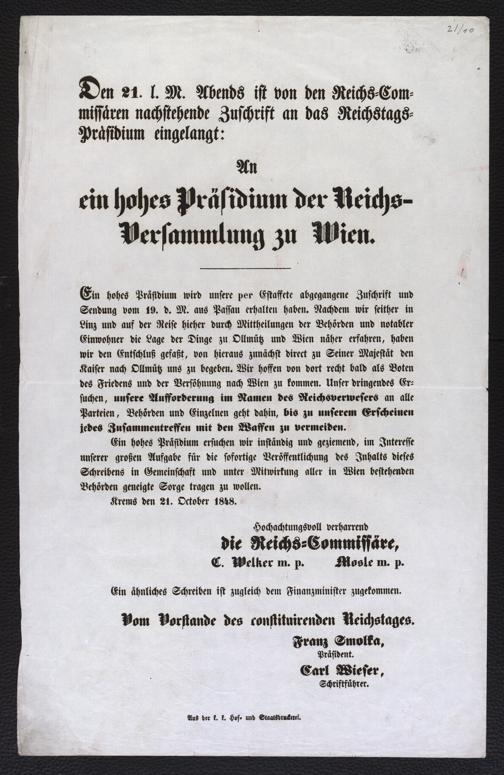 21/10
Den 21. l. M. Abends ist von den Reichs-Com-
missären nachstehende Zuschrift an das Reichstags-
Präsidium eingelangt:
An
ein hohes Präsidium der Reichs-
Versammlung zu Wien.
Ein hohes Präsidium wird unsere per Estaffete abgegangene Zuschrift und
Sendung vom 19. d. M. aus Passau erhalten haben. Nachdem wir seither in
Linz und auf der Reise hieher durch Mittheilungen der Behörden und notabler
Einwohner die Lage der Dinge zu Ollmütz und Wien näher erfahren, haben
wir den Entschluß gefaßt, von hieraus zunächst direct zu Seiner Majestät den
Kaiser nach Ollmütz uns zu begeben. Wir hoffen von dort recht bald als Boten
des Friedens und der Versöhnung nach Wien zu kommen. Unser dringendes Er-
suchen, unsere Aufforderung im Namen des Reichsverwesers an alle
Parteien, Behörden und Einzelnen geht dahin, bis zu unserem Erscheinen
jedes Zusammentreffen mit den Waffen zu vermeiden.
Ein hohes Präsidium ersuchen wir inständig und geziemend, im Interesse
unserer großen Aufgabe für die sofortige Veröffentlichung des Inhalts dieses
Schreibens in Gemeinschaft und unter Mitwirkung aller in Wien bestehenden
Behörden geneigte Sorge tragen zu wollen.
Krems den 21. October 1848.
Hochachtungsvoll verharrend
die Reichs-Commissäre,
C. Welker m. p. Mosle m. p.
Ein ähnliches Schreiben ist zugleich dem Finanzminister zugekommen.
Vom Vorstande des constituirenden Reichstages.
Franz Smolka,
Präsident.
Carl Wieser,
Schriftführer.
Aus der k. k. Hof- und Staatsdruckerei.